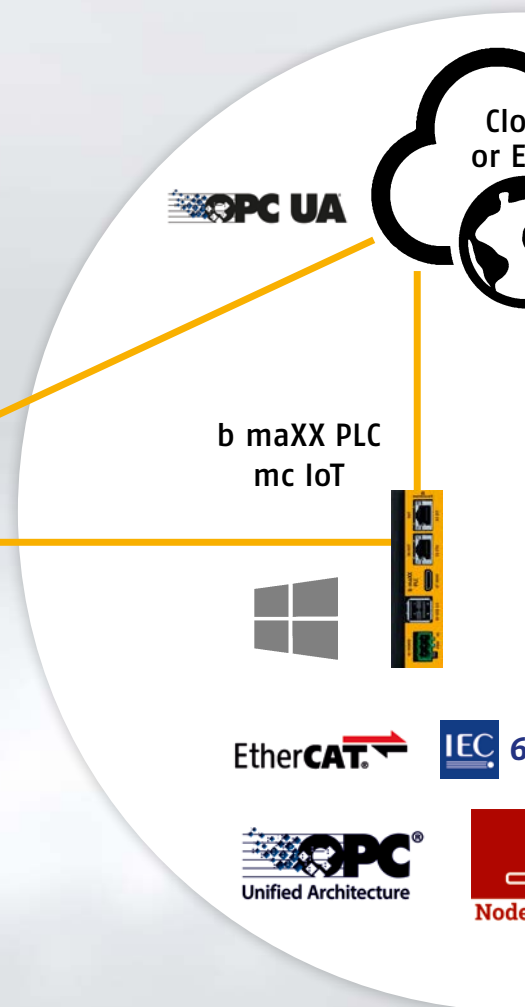 Clo
or E
OPC UA
b maXX PLC
mc IoT
EtherCAT®
IEC 6
OPC®
Unified Architecture
Node